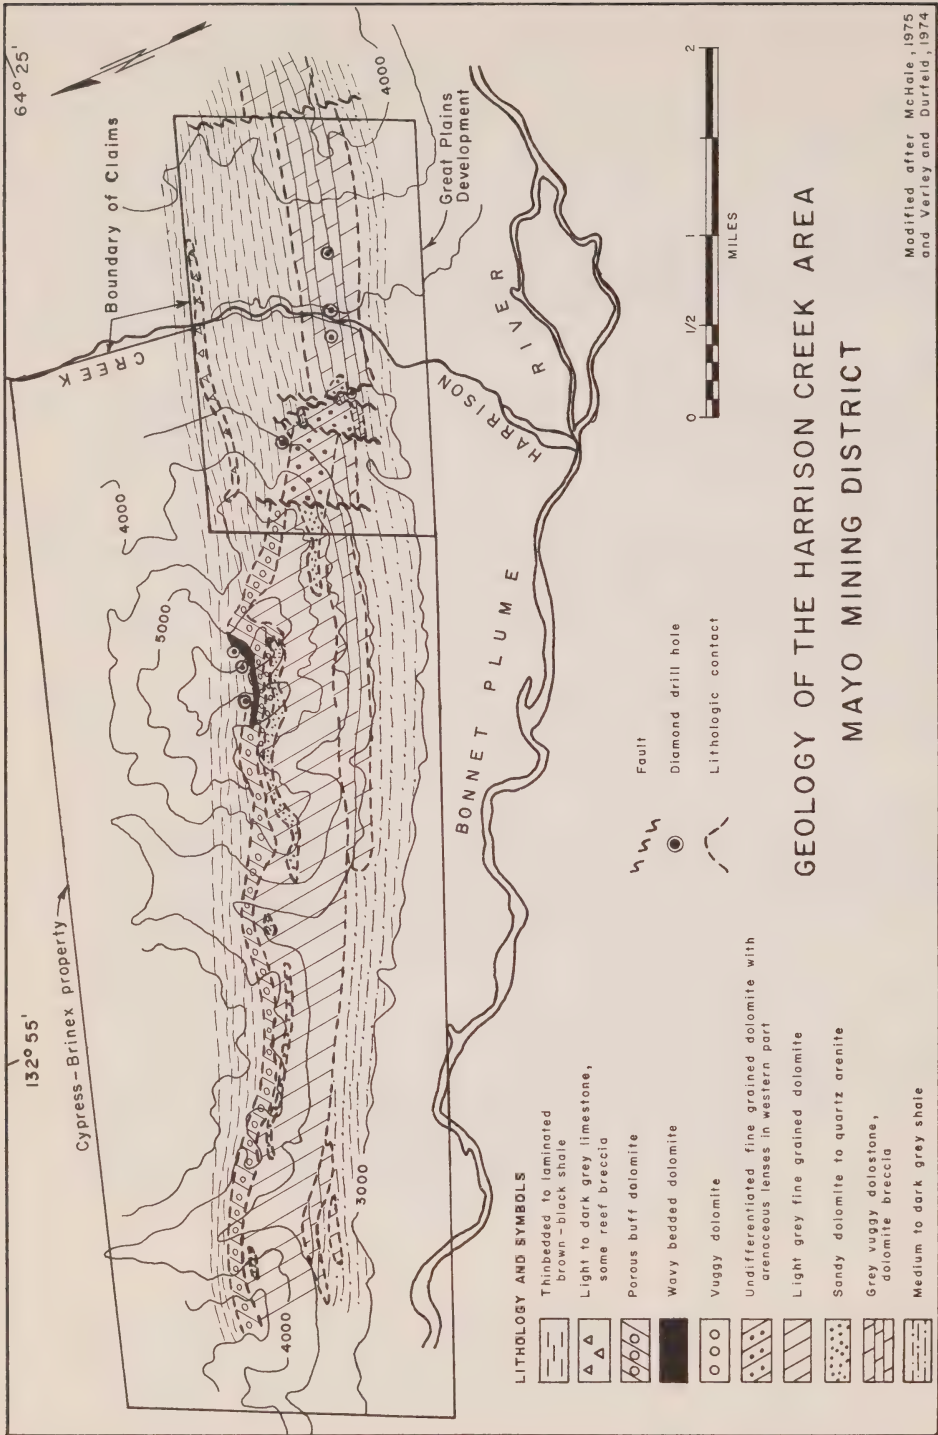 132° 55'
64° 25'
Cypress-Brinex property
Boundary of Claims
CREEK
4000
5000
4000
4000
3000
Great Plains
Development
HARRISON
BONNET PLUME RIVER
LITHOLOGY AND SYMBOLS
Thinbedded to laminated
brown-black shale
Light to dark grey limestone,
some reef breccia
Porous buff dolomite
Wavy bedded dolomite
Vuggy dolomite
Undifferentiated fine grained dolomite with
arenaceous lenses in western part
Light grey fine grained dolomite
Sandy dolomite to quartz arenite
Grey vuggy dolostone,
dolomite breccia
Medium to dark grey shale
Fault
Diamond drill hole
Lithologic contact
0 1/2 1 2
MILES
GEOLOGY OF THE HARRISON CREEK AREA
MAYO MINING DISTRICT
Modified after McHale, 1975
and Verley and Durfeld, 1974